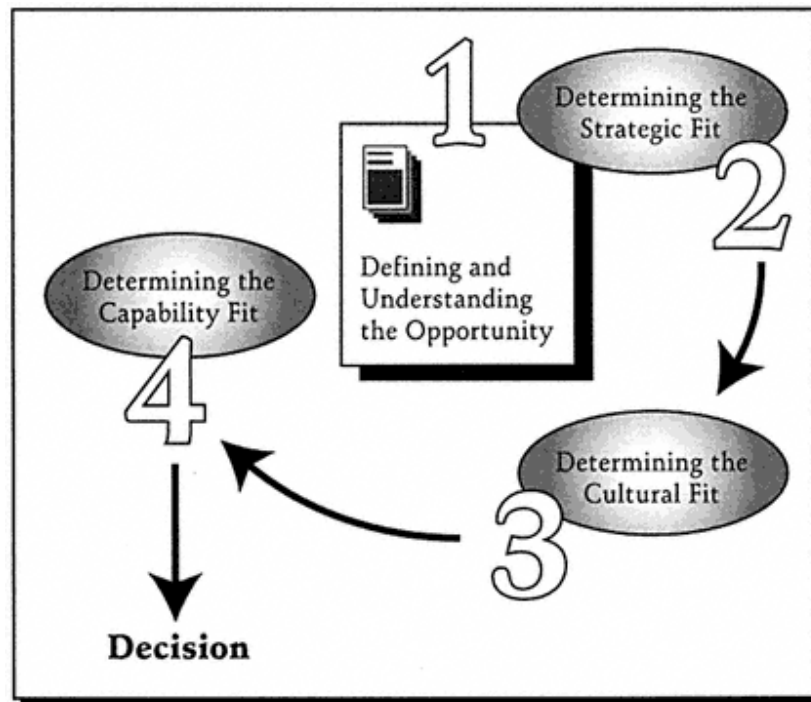 1
Defining and
Understanding
the Opportunity
Determining the
Strategic Fit
2
Determining the
Cultural Fit
3
Determining the
Capability Fit
4
Decision